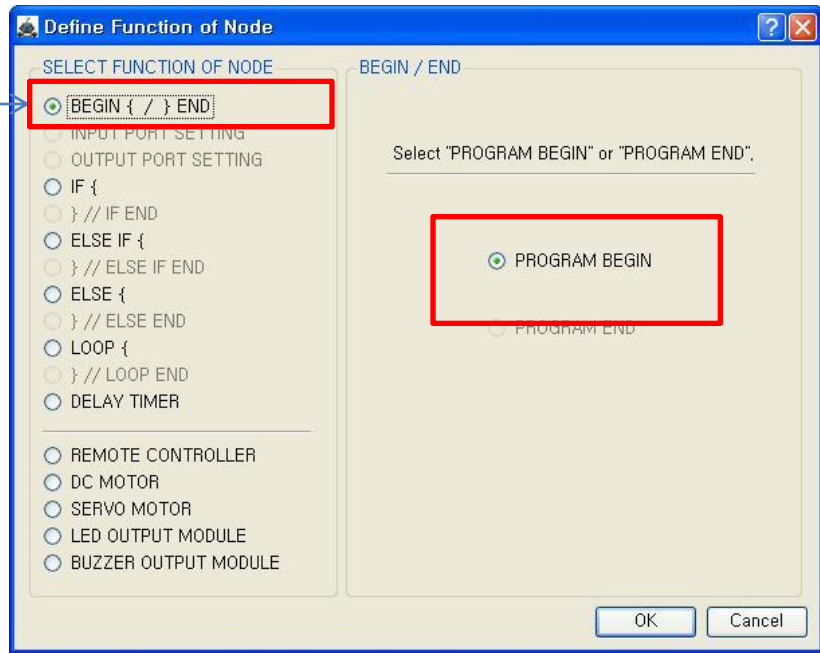 Define Function of Node
SELECT FUNCTION OF NODE
BEGIN { / } END
INPUT PORT SETTING
OUTPUT PORT SETTING
IF {
} // IF END
ELSE IF {
} // ELSE IF END
ELSE {
} // ELSE END
LOOP {
} // LOOP END
DELAY TIMER
REMOTE CONTROLLER
DC MOTOR
SERVO MOTOR
LED OUTPUT MODULE
BUZZER OUTPUT MODULE
BEGIN / END
Select "PROGRAM BEGIN" or "PROGRAM END",
PROGRAM BEGIN
PROGRAM END
OK
Cancel